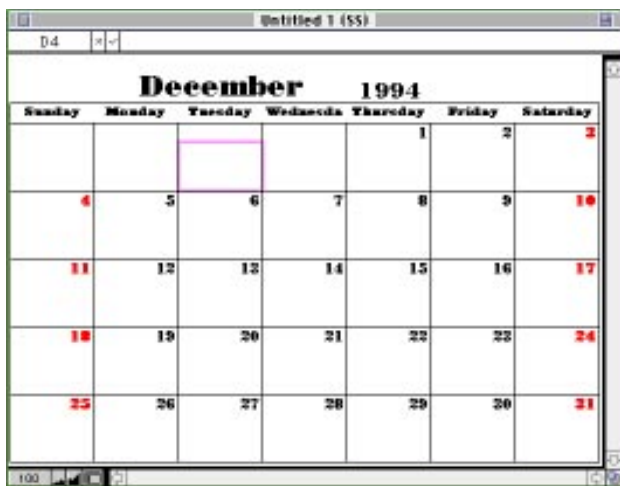 Untitled 1 (SS)
D4
December 1994
Sunday Monday Tuesday Wednesda Thursday Friday Saturday
1 2 3
4 5 6 7 8 9 10
11 12 13 14 15 16 17
18 19 20 21 22 23 24
25 26 27 28 29 30 31
100